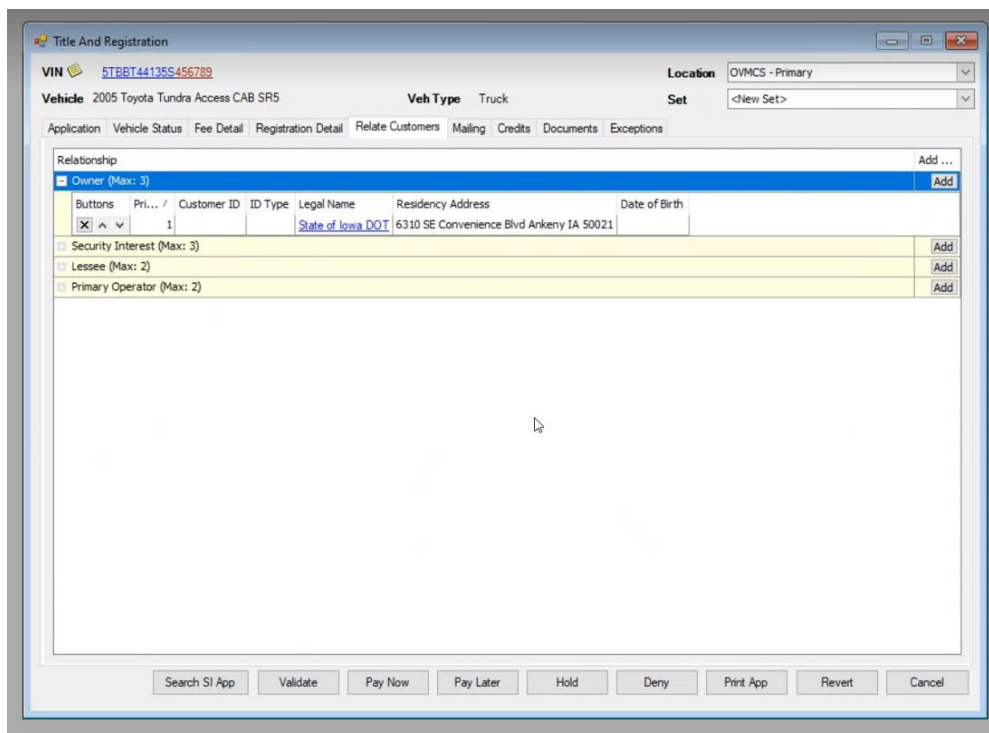 Title And Registration
VIN 5TBBT44135S456789 Location OVMCS - Primary
Vehicle 2005 Toyota Tundra Access CAB SR5 Veh Type Truck Set <New Set>
Application Vehicle Status Fee Detail Registration Detail Relate Customers Mailing Credits Documents Exceptions
Relationship Add ...
Owner (Max: 3) Add
Buttons Pri... / Customer ID ID Type Legal Name Residency Address Date of Birth
1 State of Iowa DOT 6310 SE Convenience Blvd Ankeny IA 50021
Security Interest (Max: 3) Add
Lessee (Max: 2) Add
Primary Operator (Max: 2) Add
Search SI App Validate Pay Now Pay Later Hold Deny Print App Revert Cancel